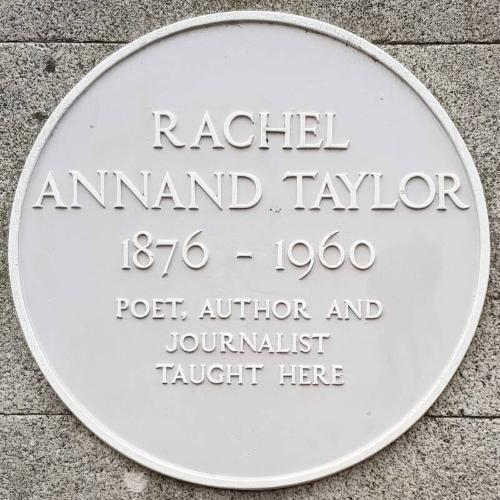 RACHEL
ANNAND TAYLOR
1876 - 1960
POET, AUTHOR AND
JOURNALIST
TAUGHT HERE